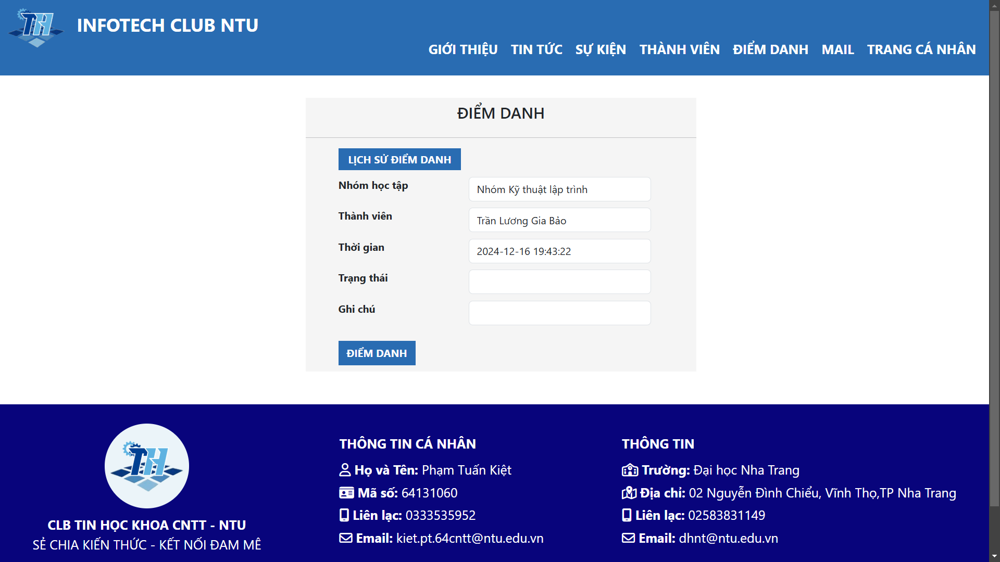 TH
INFOTECH CLUB NTU
GIỚI THIỆU TIN TỨC SỰ KIỆN THÀNH VIÊN ĐIỂM DANH MAIL TRANG CÁ NHÂN
ĐIỂM DANH
LỊCH SỬ ĐIỂM DANH
Nhóm học tập
Nhóm Kỹ thuật lập trình
Thành viên
Trần Lương Gia Bảo
Thời gian
2024-12-16 19:43:22
Trạng thái
Ghi chú
ĐIỂM DANH
TH
CLB TIN HỌC KHOA CNTT - NTU
SẺ CHIA KIẾN THỨC - KẾT NỐI ĐAM MÊ
THÔNG TIN CÁ NHÂN
Họ và Tên: Phạm Tuấn Kiệt
Mã số: 64131060
Liên lạc: 0333535952
Email: kiet.pt.64cntt@ntu.edu.vn
THÔNG TIN
Trường: Đại học Nha Trang
Địa chỉ: 02 Nguyễn Đình Chiểu, Vĩnh Thọ,TP Nha Trang
Liên lạc: 02583831149
Email: dhnt@ntu.edu.vn